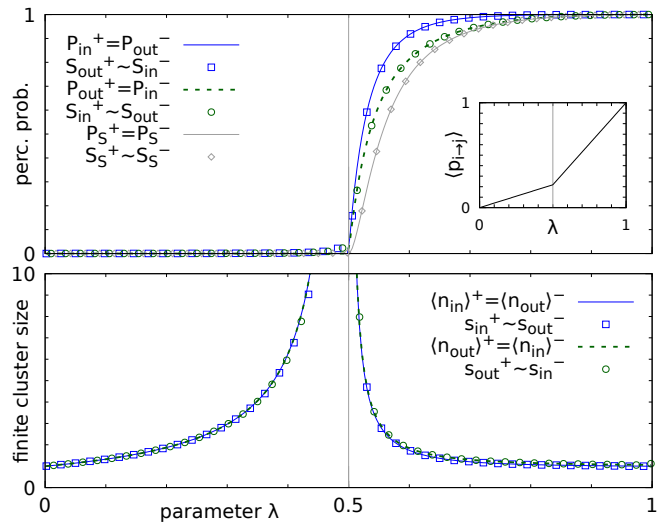 1
perc. prob.
0
P_in^+=P_out^-
S_out^+~S_in^-
P_out^+=P_in^-
S_in^+~S_out^-
P_S^+=P_S^-
S_S^+~S_S^-
1
⟨p_i→j⟩
0
0 λ 1
10
finite cluster size
0
⟨n_in⟩^+=⟨n_out⟩^-
s_in^+~s_out^-
⟨n_out⟩^+=⟨n_in⟩^-
s_out^+~s_in^-
0 0.5 1
parameter λ